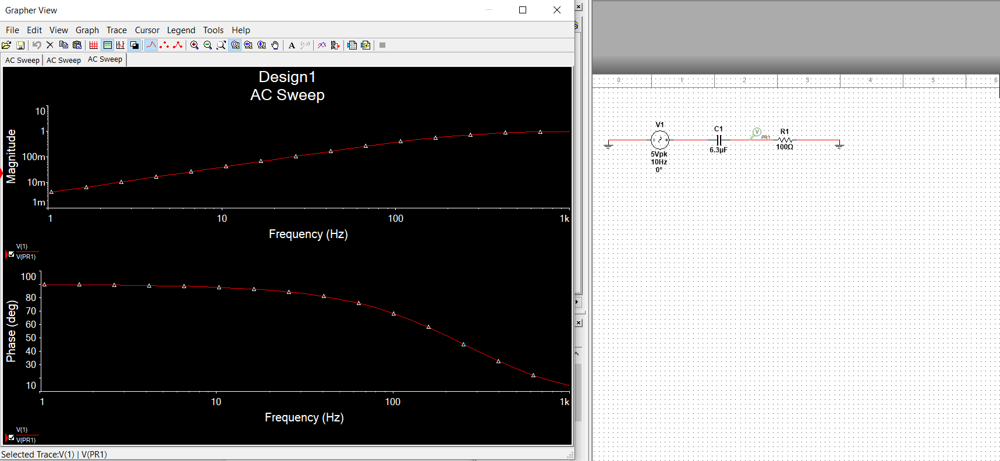 Grapher View
File Edit View Graph Trace Cursor Legend Tools Help
AC Sweep AC Sweep AC Sweep
Design1
AC Sweep
Magnitude
10
1
100m
10m
1m
1 10 100 1k
Frequency (Hz)
V(1)
V(PR1)
Phase (deg)
100
80
70
60
50
40
30
10
1 10 100 1k
Frequency (Hz)
V(1)
V(PR1)
Selected Trace:V(1) | V(PR1)
0 1 2 3 4 5 6
V1
5Vpk
10Hz
0°
C1
6.3µF
V
PR1
R1
100Ω